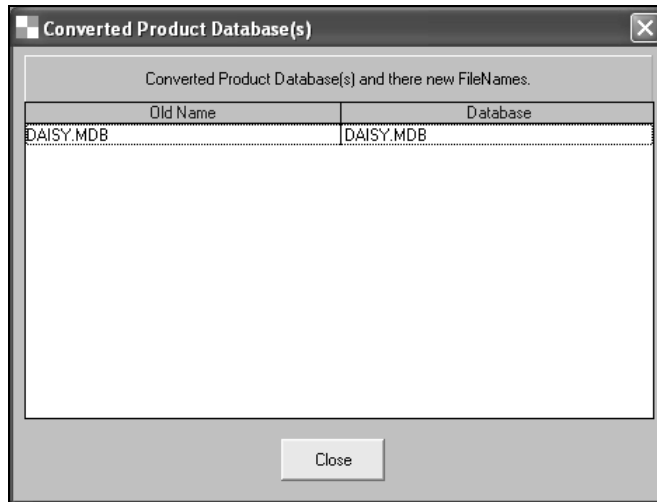 Converted Product Database(s)
Converted Product Database(s) and there new FileNames.
Old Name Database
DAISY.MDB DAISY.MDB
Close